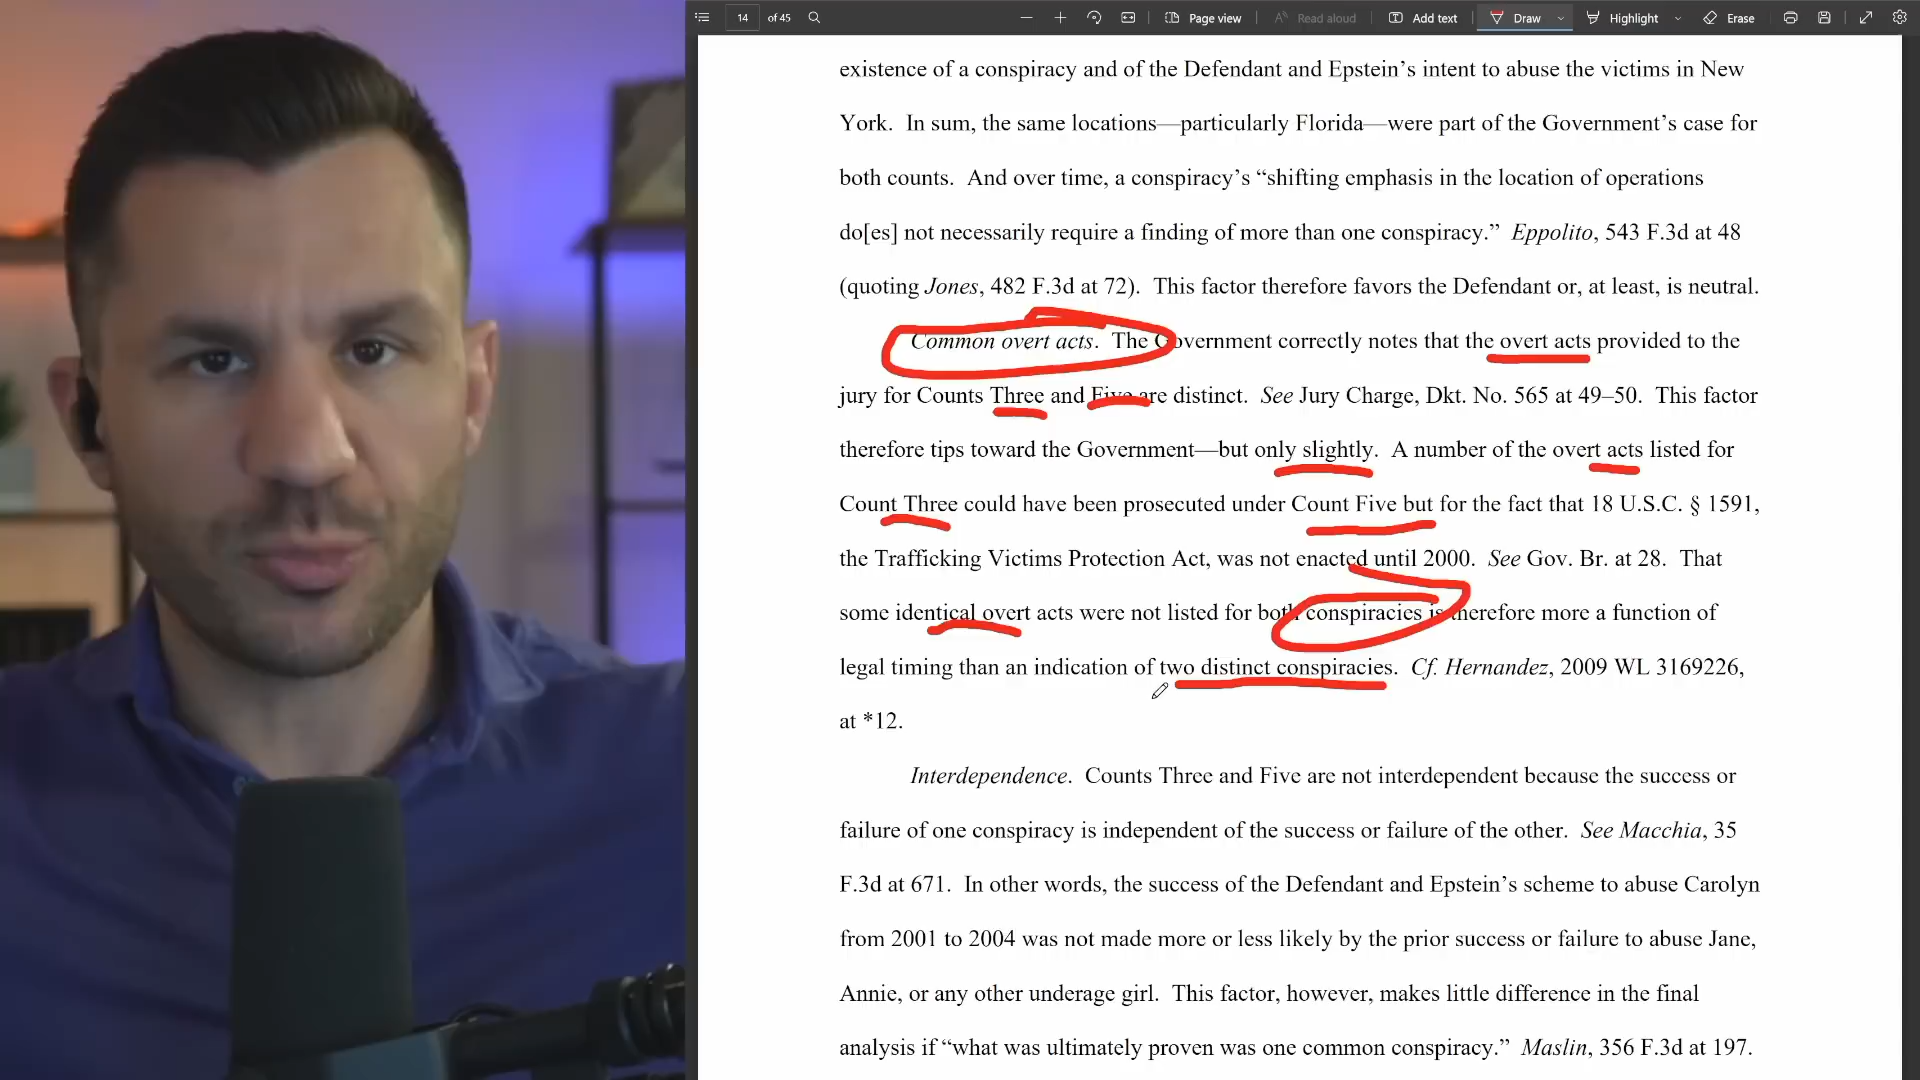 14 of 45 Page view Read aloud Add text Draw Highlight Erase
existence of a conspiracy and of the Defendant and Epstein’s intent to abuse the victims in New
York.  In sum, the same locations—particularly Florida—were part of the Government’s case for
both counts.  And over time, a conspiracy’s “shifting emphasis in the location of operations
do[es] not necessarily require a finding of more than one conspiracy.”  Eppolito, 543 F.3d at 48
(quoting Jones, 482 F.3d at 72).  This factor therefore favors the Defendant or, at least, is neutral.
Common overt acts.  The Government correctly notes that the overt acts provided to the
jury for Counts Three and Five are distinct.  See Jury Charge, Dkt. No. 565 at 49–50.  This factor
therefore tips toward the Government—but only slightly.  A number of the overt acts listed for
Count Three could have been prosecuted under Count Five but for the fact that 18 U.S.C. § 1591,
the Trafficking Victims Protection Act, was not enacted until 2000.  See Gov. Br. at 28.  That
some identical overt acts were not listed for both conspiracies is therefore more a function of
legal timing than an indication of two distinct conspiracies.  Cf. Hernandez, 2009 WL 3169226,
at *12.
Interdependence.  Counts Three and Five are not interdependent because the success or
failure of one conspiracy is independent of the success or failure of the other.  See Macchia, 35
F.3d at 671.  In other words, the success of the Defendant and Epstein’s scheme to abuse Carolyn
from 2001 to 2004 was not made more or less likely by the prior success or failure to abuse Jane,
Annie, or any other underage girl.  This factor, however, makes little difference in the final
analysis if “what was ultimately proven was one common conspiracy.”  Maslin, 356 F.3d at 197.